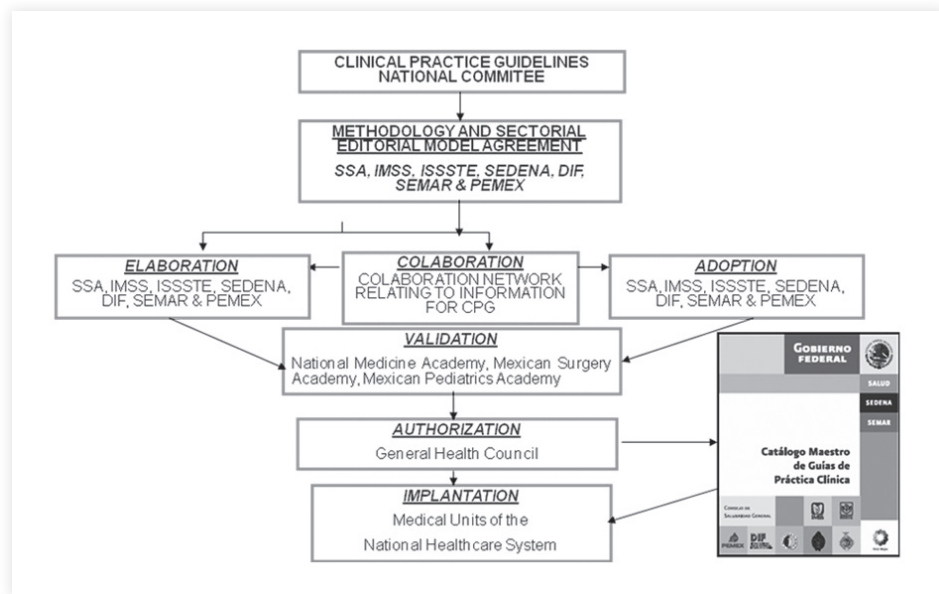 CLINICAL PRACTICE GUIDELINES
NATIONAL COMMITEE
METHODOLOGY AND SECTORIAL
EDITORIAL MODEL AGREEMENT
SSA, IMSS, ISSSTE, SEDENA, DIF,
SEMAR & PEMEX
ELABORATION
SSA, IMSS, ISSSTE, SEDENA,
DIF, SEMAR & PEMEX
COLABORATION
COLABORATION NETWORK
RELATING TO INFORMATION
FOR CPG
ADOPTION
SSA, IMSS, ISSSTE, SEDENA,
DIF, SEMAR & PEMEX
VALIDATION
National Medicine Academy, Mexican Surgery
Academy, Mexican Pediatrics Academy
AUTHORIZATION
General Health Council
IMPLANTATION
Medical Units of the
National Healthcare System
GOBIERNO
FEDERAL
SALUD
SEDENA
SEMAR
Catálogo Maestro
de Guías de
Práctica Clínica
CONSEJO DE
SALUBRIDAD GENERAL
PEMEX
DIF